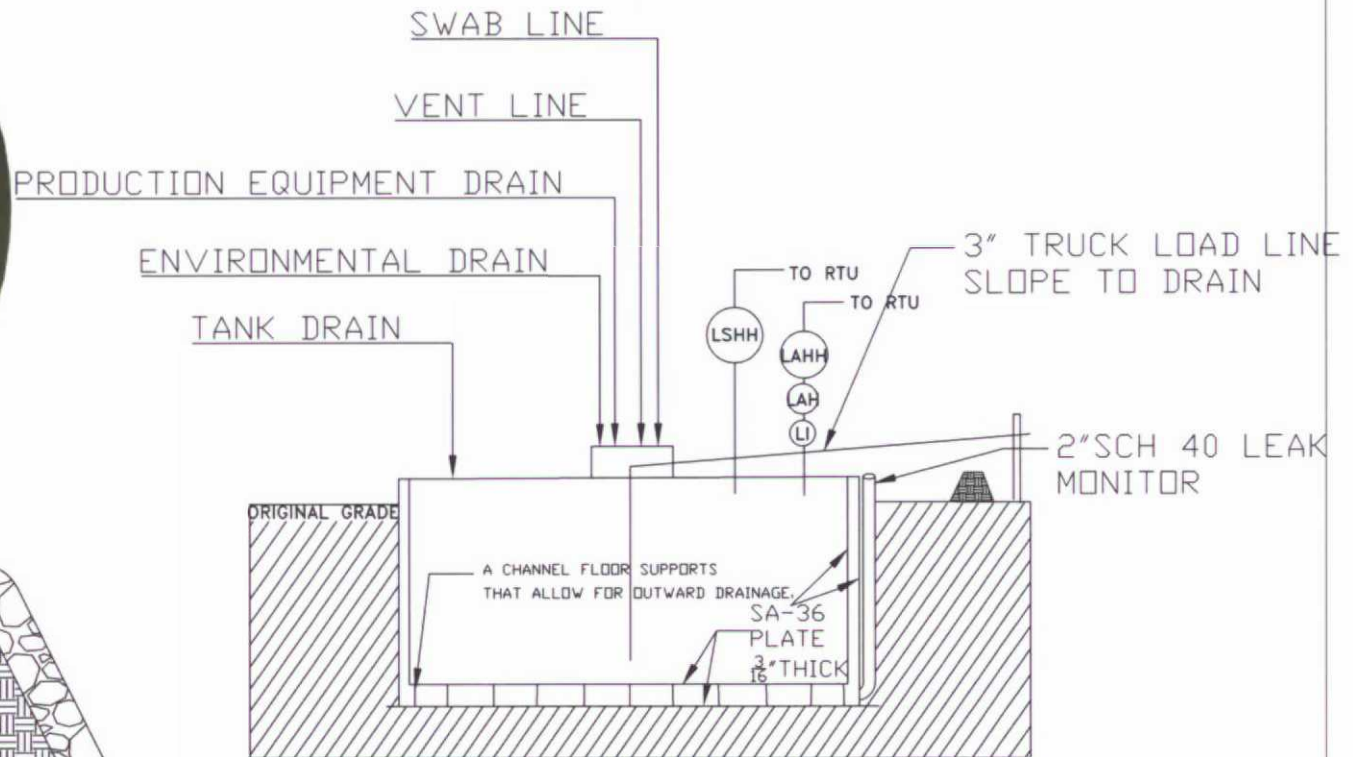 SWAB LINE
VENT LINE
PRODUCTION EQUIPMENT DRAIN
ENVIRONMENTAL DRAIN
TANK DRAIN
TO RTU
TO RTU
3" TRUCK LOAD LINE
SLOPE TO DRAIN
LSHH
LAHH
LAH
LI
2"SCH 40 LEAK
MONITOR
ORIGINAL GRADE
A CHANNEL FLOOR SUPPORTS
THAT ALLOW FOR OUTWARD DRAINAGE.
SA-36
PLATE
3/16"THICK